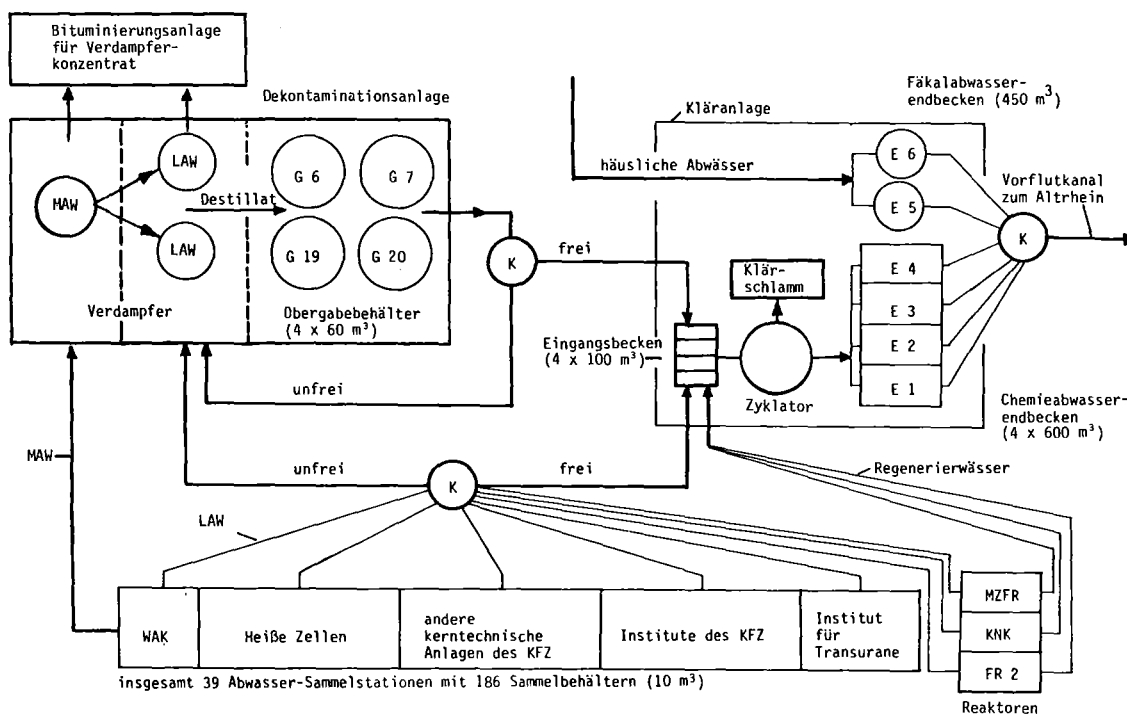 Bituminierungsanlage
für Verdampfer-
konzentrat
Dekontaminationsanlage
MAW
LAW
LAW
Destillat
G 6
G 7
G 19
G 20
Verdampfer
Obergabebehälter
(4 x 60 m³)
K
frei
unfrei
Fäkalabwasser-
endbecken (450 m³)
Kläranlage
häusliche Abwässer
E 6
E 5
Vorflutkanal
zum Altrhein
K
E 4
E 3
E 2
E 1
Klär-
schlamm
Eingangsbecken
(4 x 100 m³)
Zyklator
Chemieabwasser-
endbecken
(4 x 600 m³)
Regenerierwässer
MAW
unfrei
frei
K
LAW
WAK
Heiße Zellen
andere
kerntechnische
Anlagen des KFZ
Institute des KFZ
Institut
für
Transurane
MZFR
KNK
FR 2
Reaktoren
insgesamt 39 Abwasser-Sammelstationen mit 186 Sammelbehältern (10 m³)